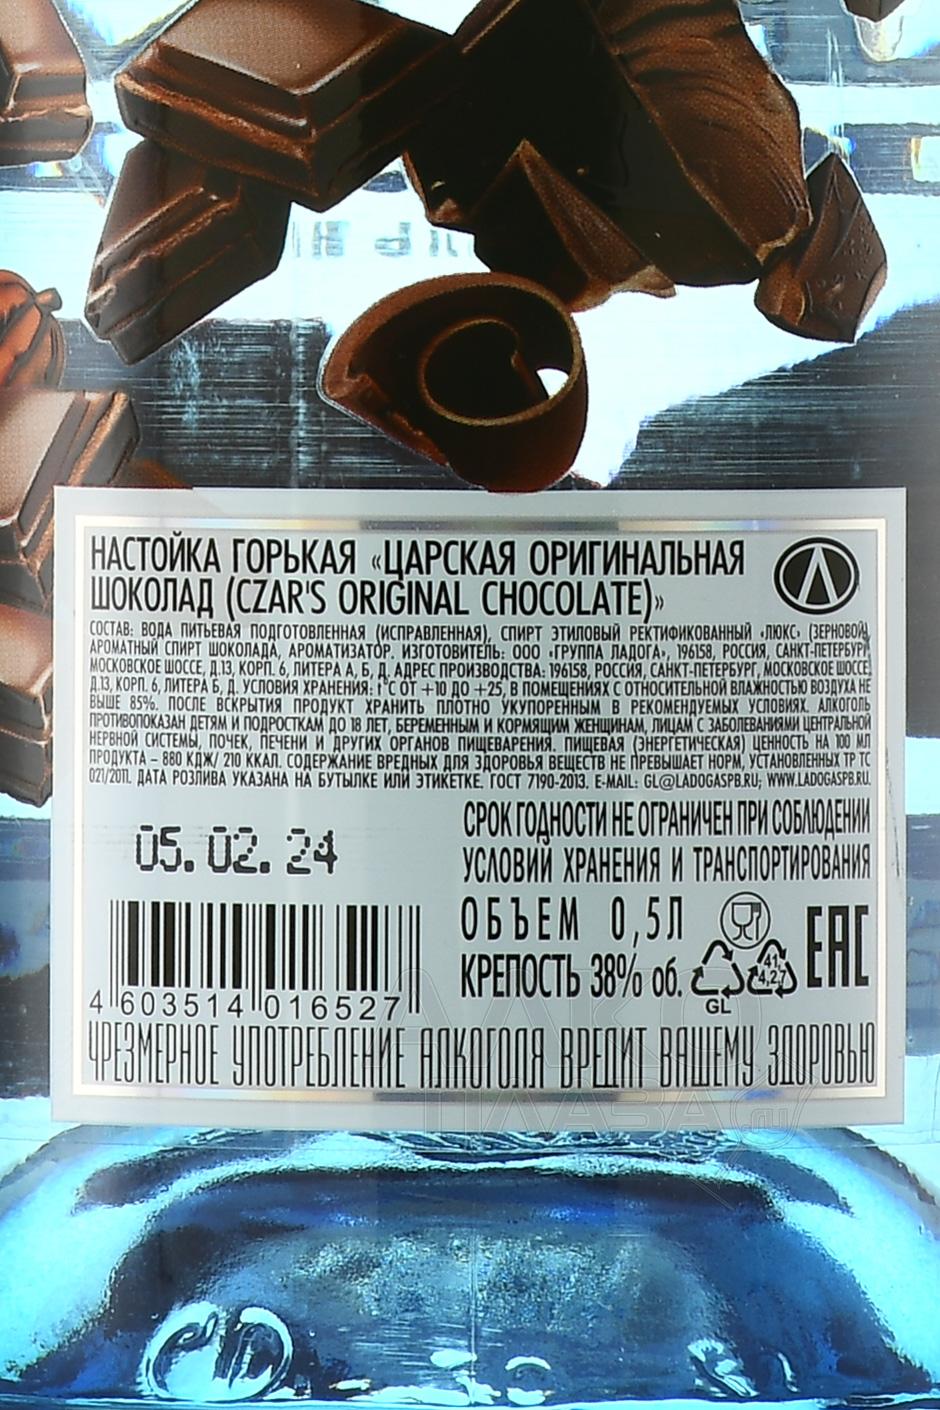 НАСТОЙКА ГОРЬКАЯ «ЦАРСКАЯ ОРИГИНАЛЬНАЯ
ШОКОЛАД (CZAR'S ORIGINAL CHOCOLATE)»
СОСТАВ: ВОДА ПИТЬЕВАЯ ПОДГОТОВЛЕННАЯ (ИСПРАВЛЕННАЯ), СПИРТ ЭТИЛОВЫЙ РЕКТИФИКОВАННЫЙ «ЛЮКС» (ЗЕРНОВОЙ)
АРОМАТНЫЙ СПИРТ ШОКОЛАДА, АРОМАТИЗАТОР. ИЗГОТОВИТЕЛЬ: ООО «ГРУППА ЛАДОГА», 196158, РОССИЯ, САНКТ-ПЕТЕРБУРГ,
МОСКОВСКОЕ ШОССЕ, Д.13, КОРП. 6, ЛИТЕРА А, Б, Д, АДРЕС ПРОИЗВОДСТВА: 196158, РОССИЯ, САНКТ-ПЕТЕРБУРГ, МОСКОВСКОЕ ШОССЕ,
Д.13, КОРП. 6, ЛИТЕРА Б, Д. УСЛОВИЯ ХРАНЕНИЯ: t°C ОТ +10 ДО +25, В ПОМЕЩЕНИЯХ С ОТНОСИТЕЛЬНОЙ ВЛАЖНОСТЬЮ ВОЗДУХА НЕ
ВЫШЕ 85%. ПОСЛЕ ВСКРЫТИЯ ПРОДУКТ ХРАНИТЬ ПЛОТНО УКУПОРЕННЫМ В РЕКОМЕНДУЕМЫХ УСЛОВИЯХ. АЛКОГОЛЬ
ПРОТИВОПОКАЗАН ДЕТЯМ И ПОДРОСТКАМ ДО 18 ЛЕТ, БЕРЕМЕННЫМ И КОРМЯЩИМ ЖЕНЩИНАМ, ЛИЦАМ С ЗАБОЛЕВАНИЯМИ ЦЕНТРАЛЬНОЙ
НЕРВНОЙ СИСТЕМЫ, ПОЧЕК, ПЕЧЕНИ И ДРУГИХ ОРГАНОВ ПИЩЕВАРЕНИЯ. ПИЩЕВАЯ (ЭНЕРГЕТИЧЕСКАЯ) ЦЕННОСТЬ НА 100 МЛ
ПРОДУКТА – 880 КДЖ/ 210 ККАЛ. СОДЕРЖАНИЕ ВРЕДНЫХ ДЛЯ ЗДОРОВЬЯ ВЕЩЕСТВ НЕ ПРЕВЫШАЕТ НОРМ, УСТАНОВЛЕННЫХ ТР ТС
021/2011. ДАТА РОЗЛИВА УКАЗАНА НА БУТЫЛКЕ ИЛИ ЭТИКЕТКЕ. ГОСТ 7190-2013. E-MAIL: GL@LADOGASPB.RU; WWW.LADOGASPB.RU.
05.02.24
СРОК ГОДНОСТИ НЕ ОГРАНИЧЕН ПРИ СОБЛЮДЕНИИ
УСЛОВИЙ ХРАНЕНИЯ И ТРАНСПОРТИРОВАНИЯ
ОБЪЕМ 0,5Л
КРЕПОСТЬ 38% об.
GL
41
4,2,7
ЕАС
4 603514 016527
ЧРЕЗМЕРНОЕ УПОТРЕБЛЕНИЕ АЛКОГОЛЯ ВРЕДИТ ВАШЕМУ ЗДОРОВЬЮ
АЛКО
ПЛАЗА.ru